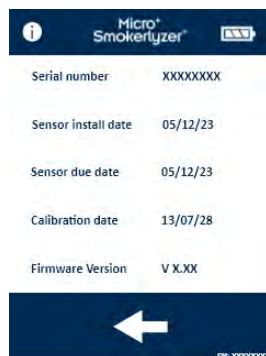 i
Micro+
Smokerlyzer®
Serial number XXXXXXXX
Sensor install date 05/12/23
Sensor due date 05/12/23
Calibration date 13/07/28
Firmware Version V X.XX